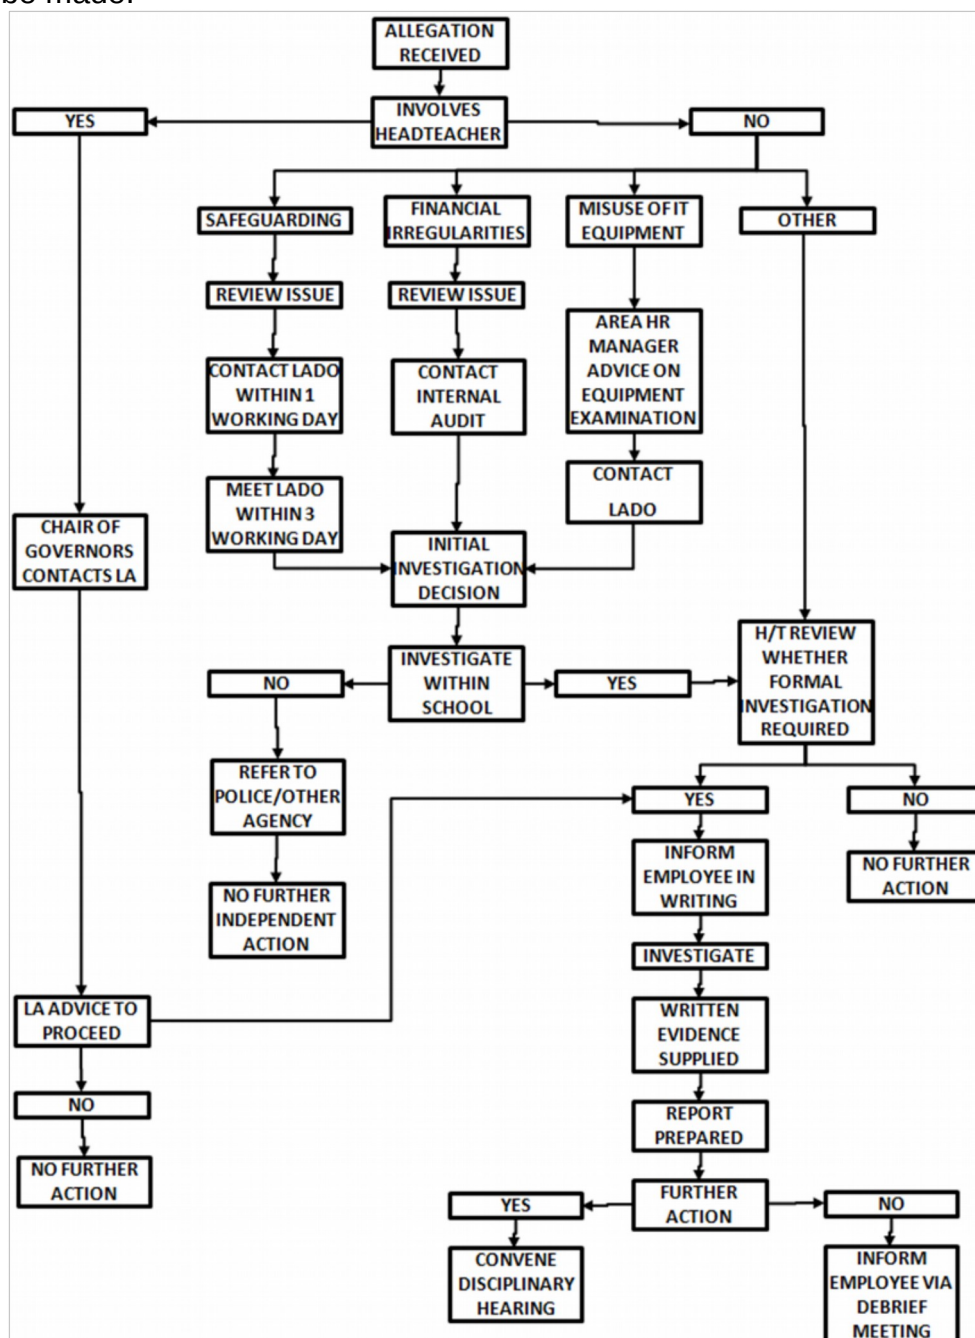 be made.
ALLEGATION
RECEIVED
INVOLVES
HEADTEACHER
YES
NO
SAFEGUARDING
FINANCIAL
IRREGULARITIES
MISUSE OF IT
EQUIPMENT
OTHER
REVIEW ISSUE
REVIEW ISSUE
AREA HR
MANAGER
ADVICE ON
EQUIPMENT
EXAMINATION
CONTACT LADO
WITHIN 1
WORKING DAY
CONTACT
INTERNAL
AUDIT
CONTACT
LADO
MEET LADO
WITHIN 3
WORKING DAY
CHAIR OF
GOVERNORS
CONTACTS LA
INITIAL
INVESTIGATION
DECISION
H/T REVIEW
WHETHER
FORMAL
INVESTIGATION
REQUIRED
INVESTIGATE
WITHIN
SCHOOL
NO
YES
REFER TO
POLICE/OTHER
AGENCY
YES
NO
INFORM
EMPLOYEE IN
WRITING
NO FURTHER
ACTION
NO FURTHER
INDEPENDENT
ACTION
INVESTIGATE
LA ADVICE TO
PROCEED
WRITTEN
EVIDENCE
SUPPLIED
NO
REPORT
PREPARED
NO FURTHER
ACTION
FURTHER
ACTION
YES
NO
CONVENE
DISCIPLINARY
HEARING
INFORM
EMPLOYEE VIA
DEBRIEF
MEETING